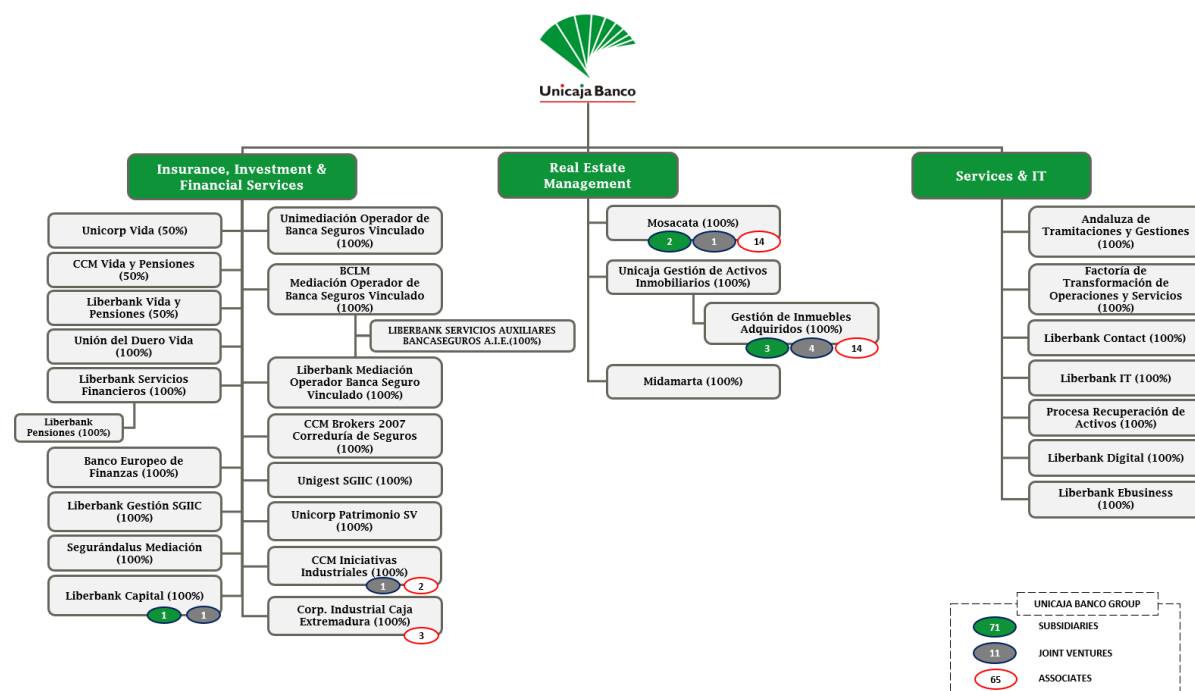 Unicaja Banco
Insurance, Investment &
Financial Services
Unicorp Vida (50%)
CCM Vida y Pensiones
(50%)
Liberbank Vida y
Pensiones (50%)
Unión del Duero Vida
(100%)
Liberbank Servicios
Financieros (100%)
Liberbank
Pensiones (100%)
Banco Europeo de
Finanzas (100%)
Liberbank Gestión SGIIC
(100%)
Segurándalus Mediación
(100%)
Liberbank Capital (100%)
1
1
Unimediación Operador de
Banca Seguros Vinculado
(100%)
BCLM
Mediación Operador de
Banca Seguros Vinculado
(100%)
LIBERBANK SERVICIOS AUXILIARES
BANCASEGUROS A.I.E.(100%)
Liberbank Mediación
Operador Banca Seguro
Vinculado (100%)
CCM Brokers 2007
Correduría de Seguros
(100%)
Unigest SGIIC (100%)
Unicorp Patrimonio SV
(100%)
CCM Iniciativas
Industriales (100%)
1
2
Corp. Industrial Caja
Extremadura (100%)
3
Real Estate
Management
Mosacata (100%)
2
1
14
Unicaja Gestión de Activos
Inmobiliarios (100%)
Gestión de Inmuebles
Adquiridos (100%)
3
4
14
Midamarta (100%)
Services & IT
Andaluza de
Tramitaciones y Gestiones
(100%)
Factoría de
Transformación de
Operaciones y Servicios
(100%)
Liberbank Contact (100%)
Liberbank IT (100%)
Procesa Recuperación de
Activos (100%)
Liberbank Digital (100%)
Liberbank Ebusiness
(100%)
UNICAJA BANCO GROUP
71 SUBSIDIARIES
11 JOINT VENTURES
65 ASSOCIATES